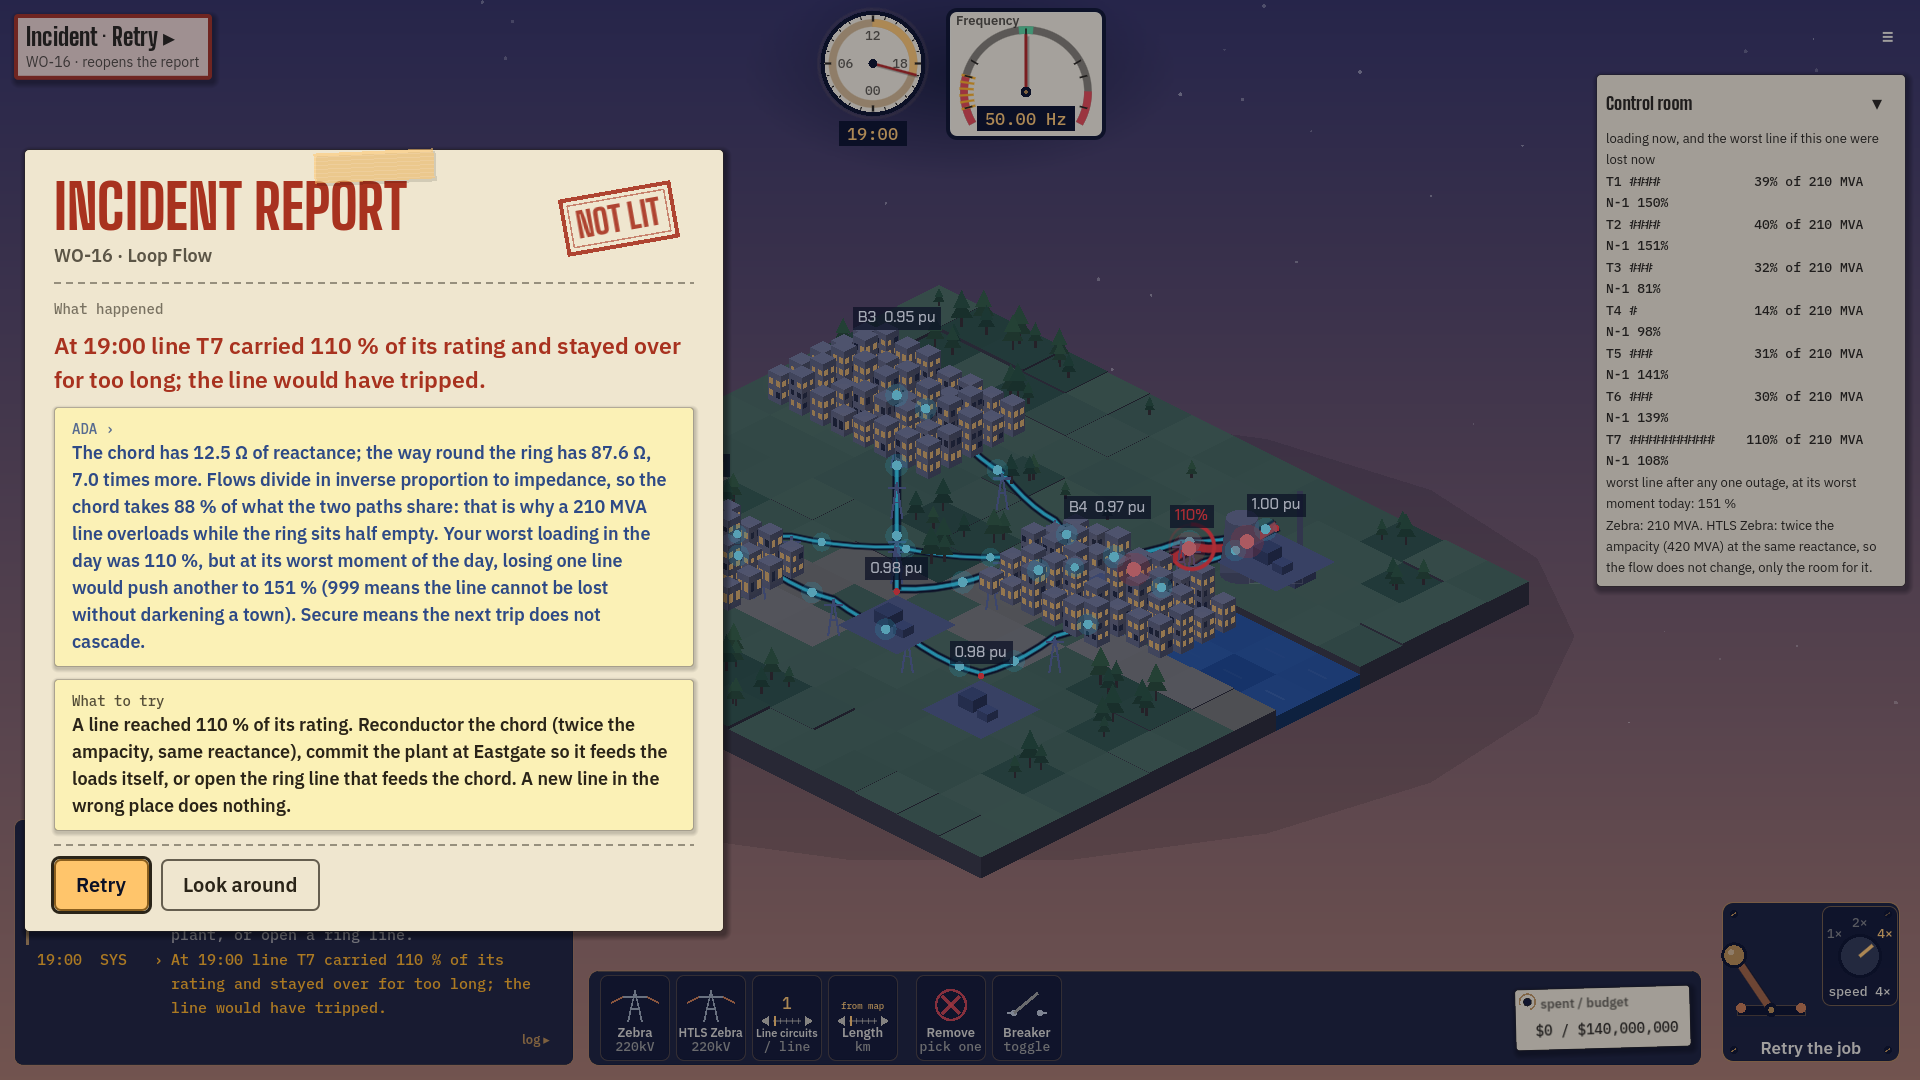 Incident · Retry ▸
WO-16 · reopens the report
12
06
18
00
19:00
Frequency
50.00 Hz
≡
INCIDENT REPORT
NOT LIT
WO-16 · Loop Flow
What happened
At 19:00 line T7 carried 110 % of its rating and stayed over
for too long; the line would have tripped.
ADA ›
The chord has 12.5 Ω of reactance; the way round the ring has 87.6 Ω,
7.0 times more. Flows divide in inverse proportion to impedance, so the
chord takes 88 % of what the two paths share: that is why a 210 MVA
line overloads while the ring sits half empty. Your worst loading in the
day was 110 %, but at its worst moment of the day, losing one line
would push another to 151 % (999 means the line cannot be lost
without darkening a town). Secure means the next trip does not
cascade.
What to try
A line reached 110 % of its rating. Reconductor the chord (twice the
ampacity, same reactance), commit the plant at Eastgate so it feeds the
loads itself, or open the ring line that feeds the chord. A new line in the
wrong place does nothing.
Retry
Look around
plant, or open a ring line.
19:00 SYS › At 19:00 line T7 carried 110 % of its
rating and stayed over for too long; the
line would have tripped.
log ▸
B3 0.95 pu
B4 0.97 pu
110%
1.00 pu
0.98 pu
0.98 pu
Control room ▼
loading now, and the worst line if this one were
lost now
T1 #### 39% of 210 MVA
N-1 150%
T2 #### 40% of 210 MVA
N-1 151%
T3 ### 32% of 210 MVA
N-1 81%
T4 # 14% of 210 MVA
N-1 98%
T5 ### 31% of 210 MVA
N-1 141%
T6 ### 30% of 210 MVA
N-1 139%
T7 ########### 110% of 210 MVA
N-1 108%
worst line after any one outage, at its worst
moment today: 151 %
Zebra: 210 MVA. HTLS Zebra: twice the
ampacity (420 MVA) at the same reactance, so
the flow does not change, only the room for it.
Zebra
220kV
HTLS Zebra
220kV
1
Line circuits
/ line
from map
Length
km
Remove
pick one
Breaker
toggle
spent / budget
$0 / $140,000,000
1×
2×
4×
speed 4×
Retry the job